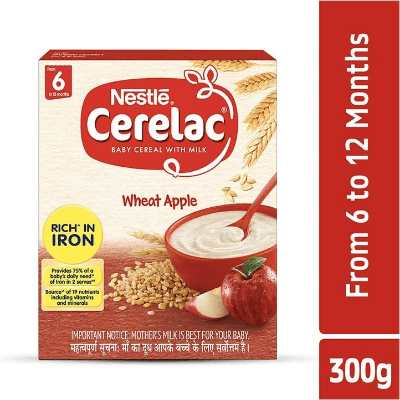 From
6
to 12 months
Nestlé
Cerelac
BABY CEREAL WITH MILK
Wheat Apple
RICH* IN
IRON
Provides 75% of a
baby's daily need*
of Iron in 2 serves**
Source* of 19 nutrients
including vitamins
and minerals
IMPORTANT NOTICE: MOTHER'S MILK IS BEST FOR YOUR BABY.
महत्वपूर्ण सूचना: माँ का दूध आपके बच्चे के लिए सर्वोत्तम है।
From 6 to 12 Months
300g